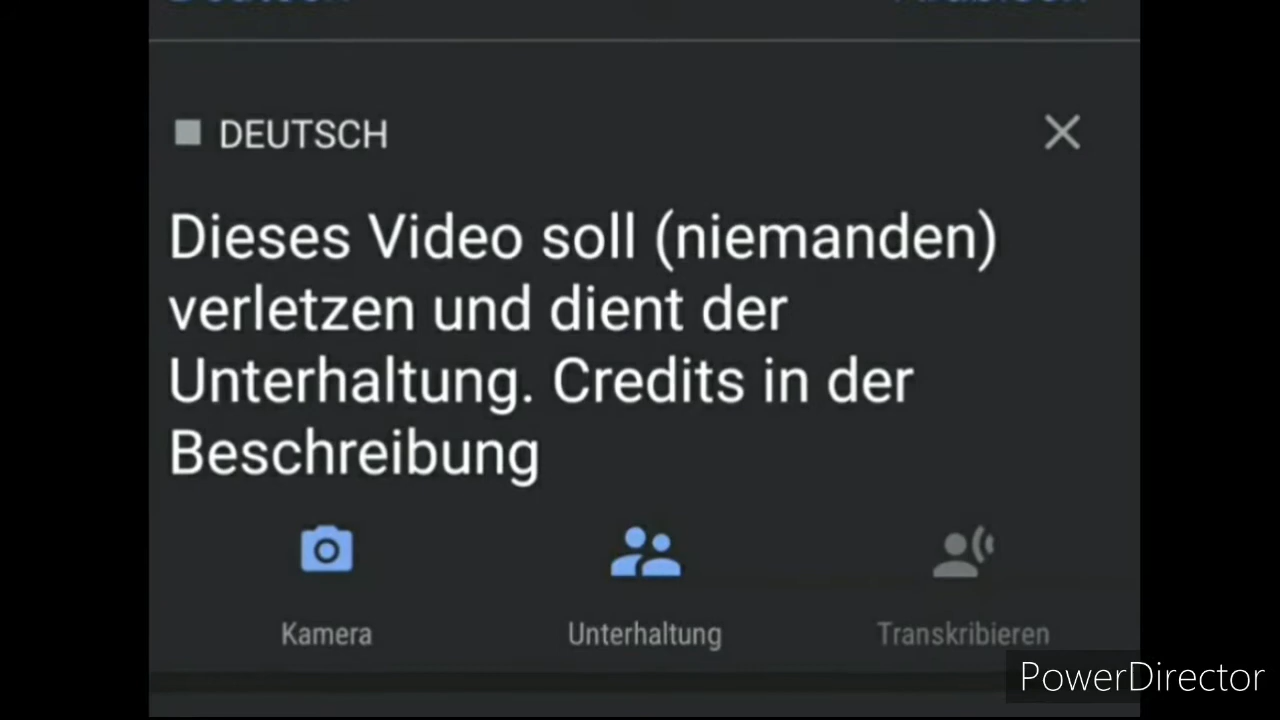 DEUTSCH
Dieses Video soll (niemanden)
verletzen und dient der
Unterhaltung. Credits in der
Beschreibung
Kamera
Unterhaltung
Transkribieren
PowerDirector